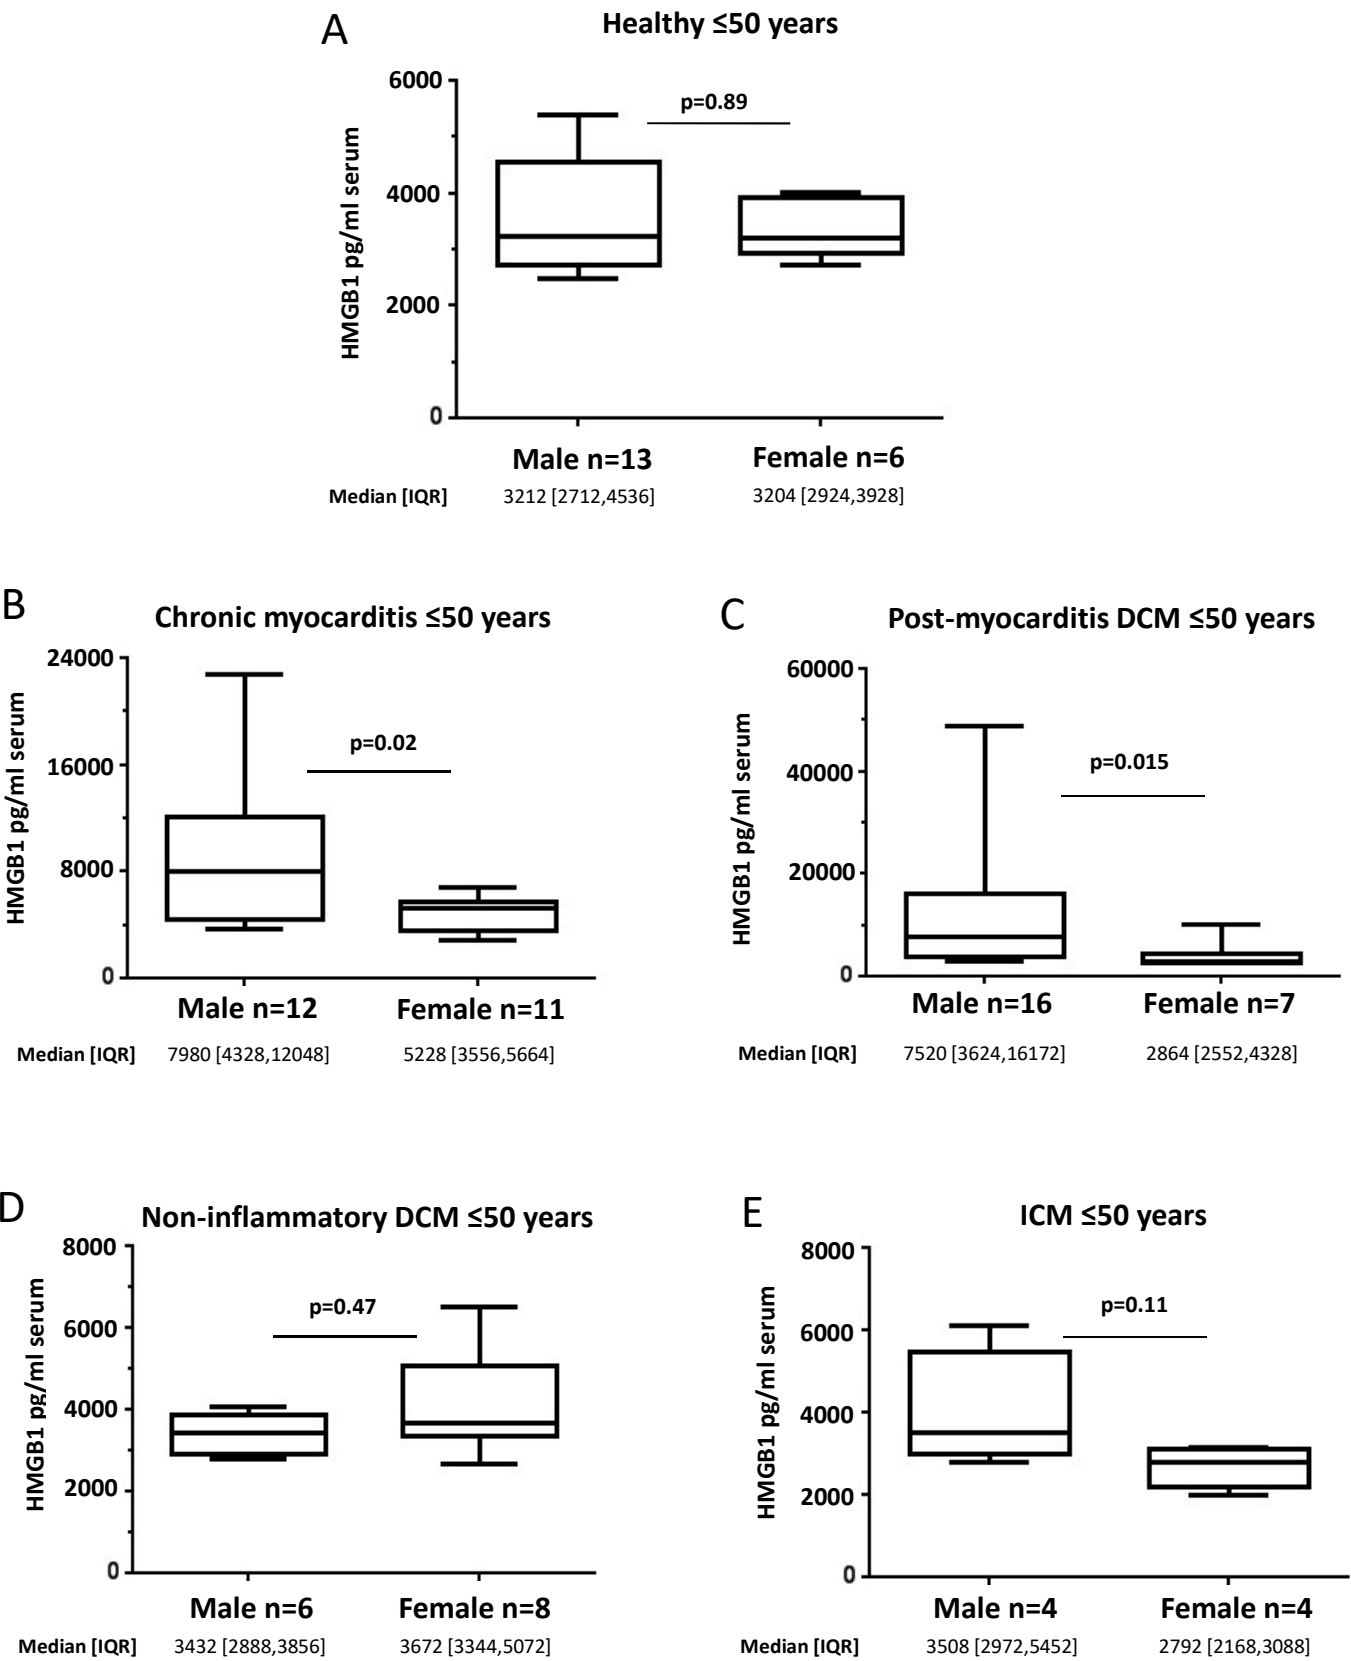 A
Healthy ≤50 years
HMGB1 pg/ml serum
6000
4000
2000
0
p=0.89
Male n=13
Female n=6
Median [IQR]
3212 [2712,4536]
3204 [2924,3928]
B
Chronic myocarditis ≤50 years
HMGB1 pg/ml serum
24000
16000
8000
0
p=0.02
Male n=12
Female n=11
Median [IQR]
7980 [4328,12048]
5228 [3556,5664]
C
Post-myocarditis DCM ≤50 years
HMGB1 pg/ml serum
60000
40000
20000
0
p=0.015
Male n=16
Female n=7
Median [IQR]
7520 [3624,16172]
2864 [2552,4328]
D
Non-inflammatory DCM ≤50 years
HMGB1 pg/ml serum
8000
6000
4000
2000
0
p=0.47
Male n=6
Female n=8
Median [IQR]
3432 [2888,3856]
3672 [3344,5072]
E
ICM ≤50 years
HMGB1 pg/ml serum
8000
6000
4000
2000
0
p=0.11
Male n=4
Female n=4
Median [IQR]
3508 [2972,5452]
2792 [2168,3088]